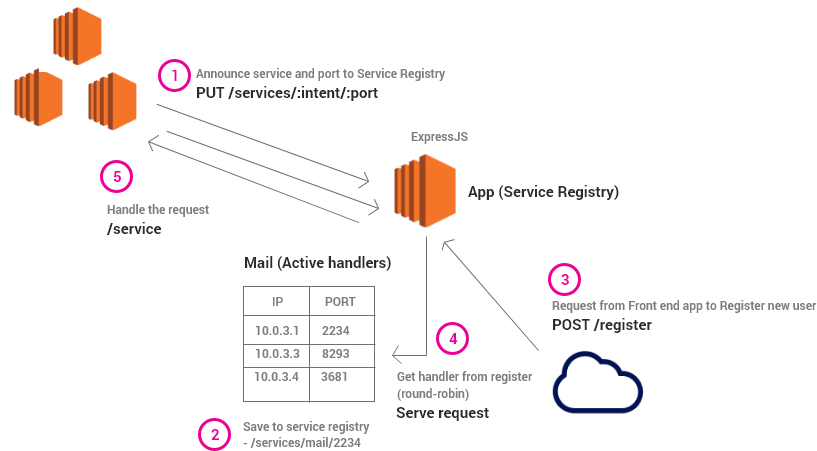 1
Announce service and port to Service Registry
PUT /services/:intent/:port
ExpressJS
App (Service Registry)
5
Handle the request
/service
Mail (Active handlers)
IP PORT
10.0.3.1 2234
10.0.3.3 8293
10.0.3.4 3681
3
Request from Front end app to Register new user
POST /register
4
Get handler from register
(round-robin)
Serve request
2
Save to service registry
- /services/mail/2234